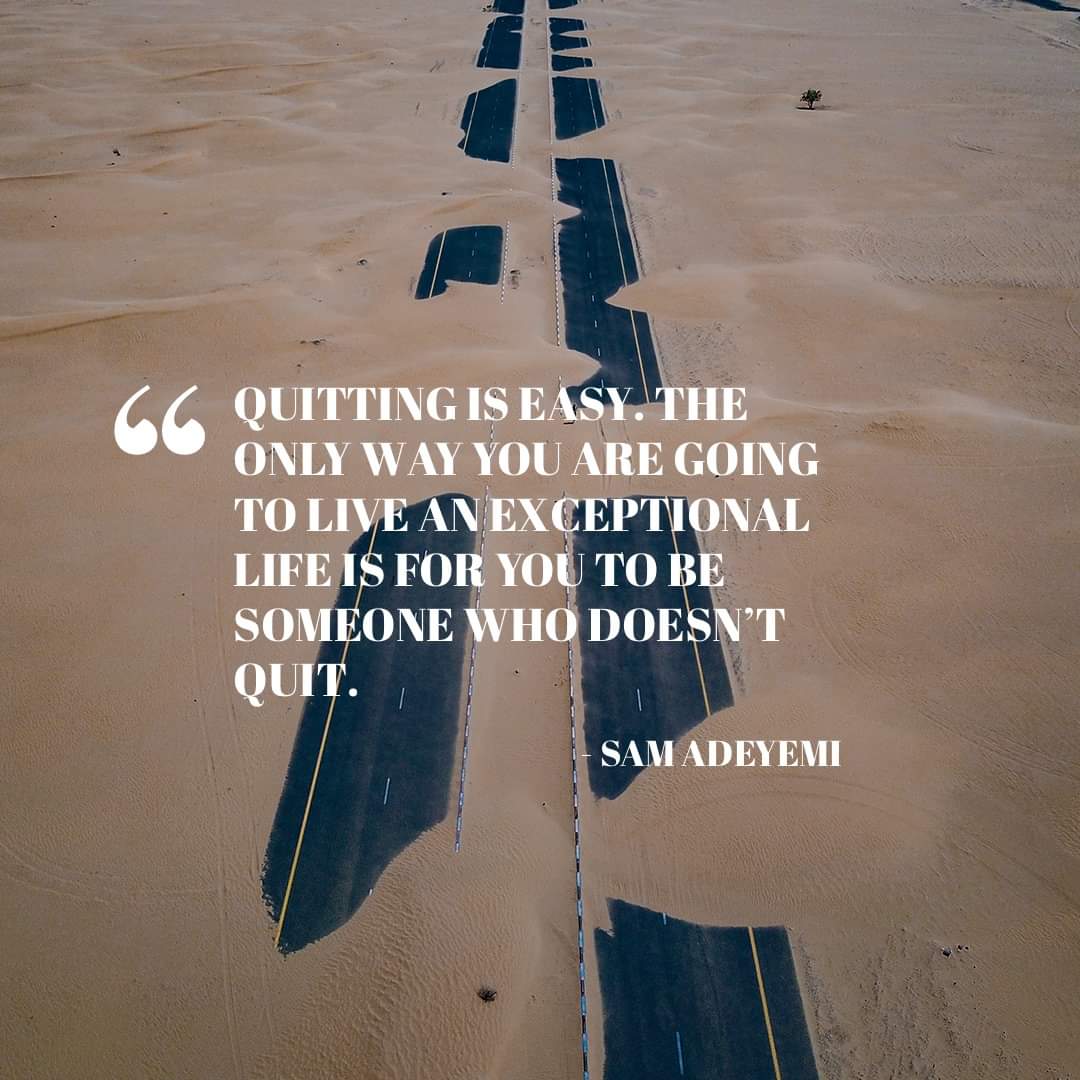 “ QUITTING IS EASY. THE
ONLY WAY YOU ARE GOING
TO LIVE AN EXCEPTIONAL
LIFE IS FOR YOU TO BE
SOMEONE WHO DOESN’T
QUIT.
- SAM ADEYEMI